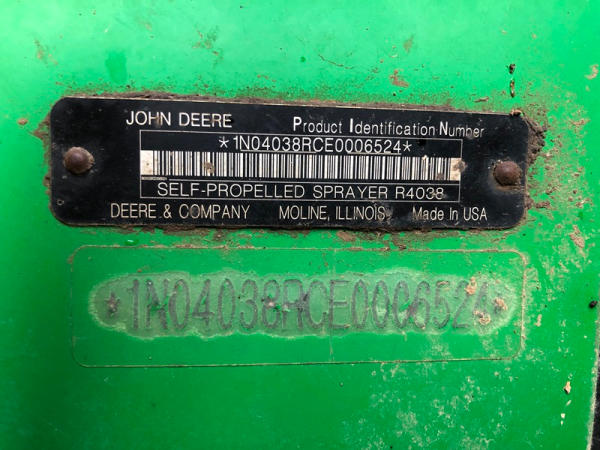 JOHN DEERE Product Identification Number
*1N04038RCE0006524*
SELF-PROPELLED SPRAYER R4038
DEERE & COMPANY MOLINE, ILLINOIS Made In USA
*1N04038RCE0006524*